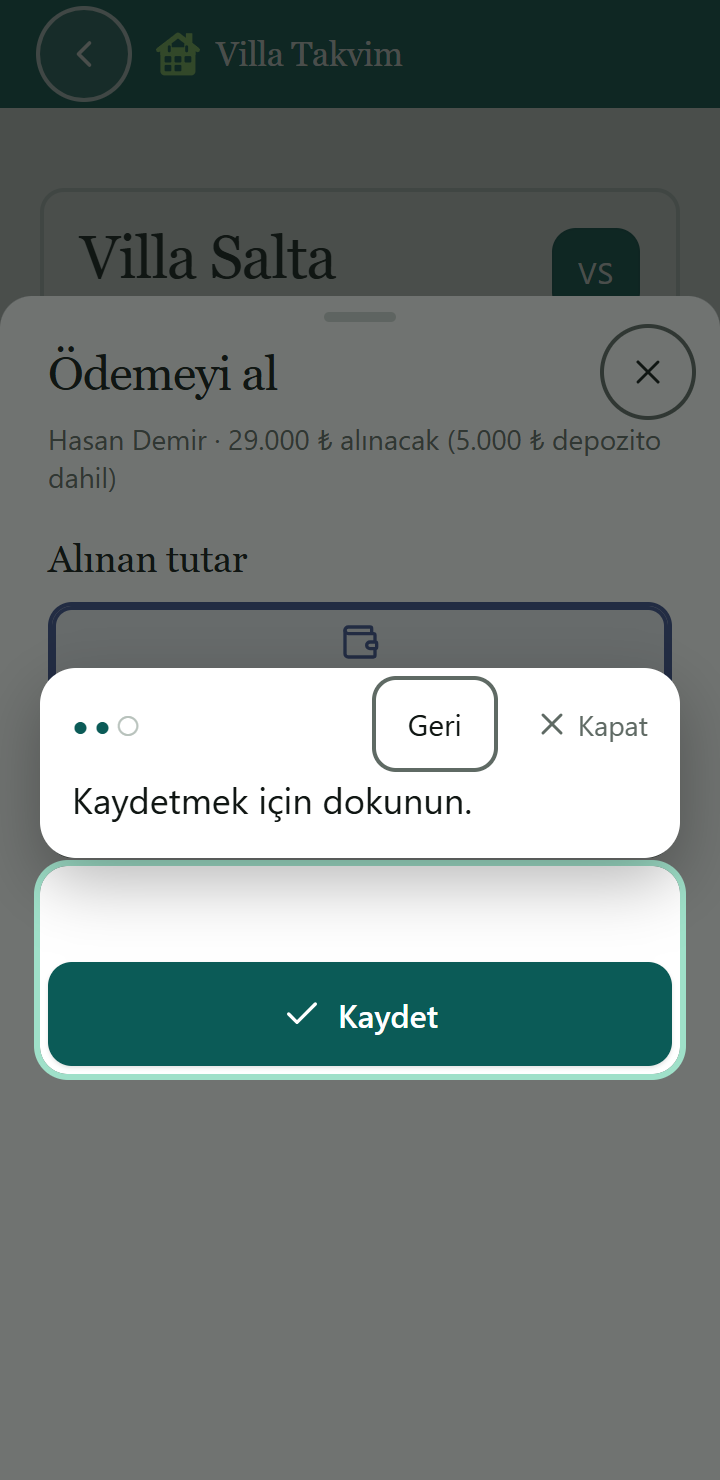 Villa Takvim
Villa Salta
VS
Ödemeyi al
Hasan Demir · 29.000 ₺ alınacak (5.000 ₺ depozito
dahil)
Alınan tutar
Geri
Kapat
Kaydetmek için dokunun.
Kaydet